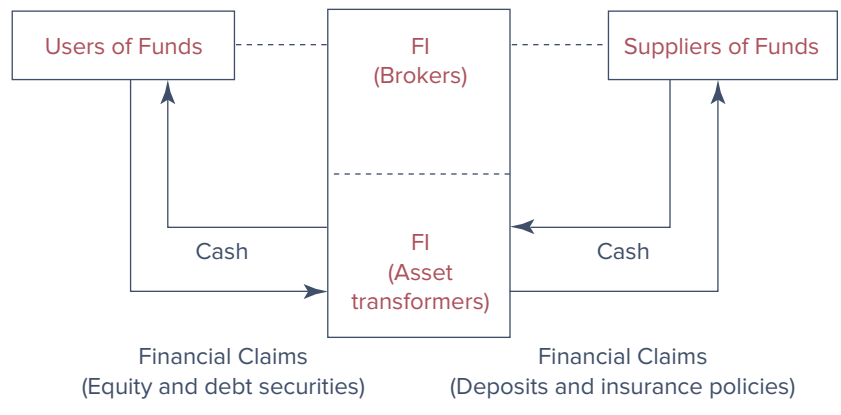 Users of Funds
FI
(Brokers)
Suppliers of Funds
Cash
FI
(Asset
transformers)
Cash
Financial Claims
(Equity and debt securities)
Financial Claims
(Deposits and insurance policies)